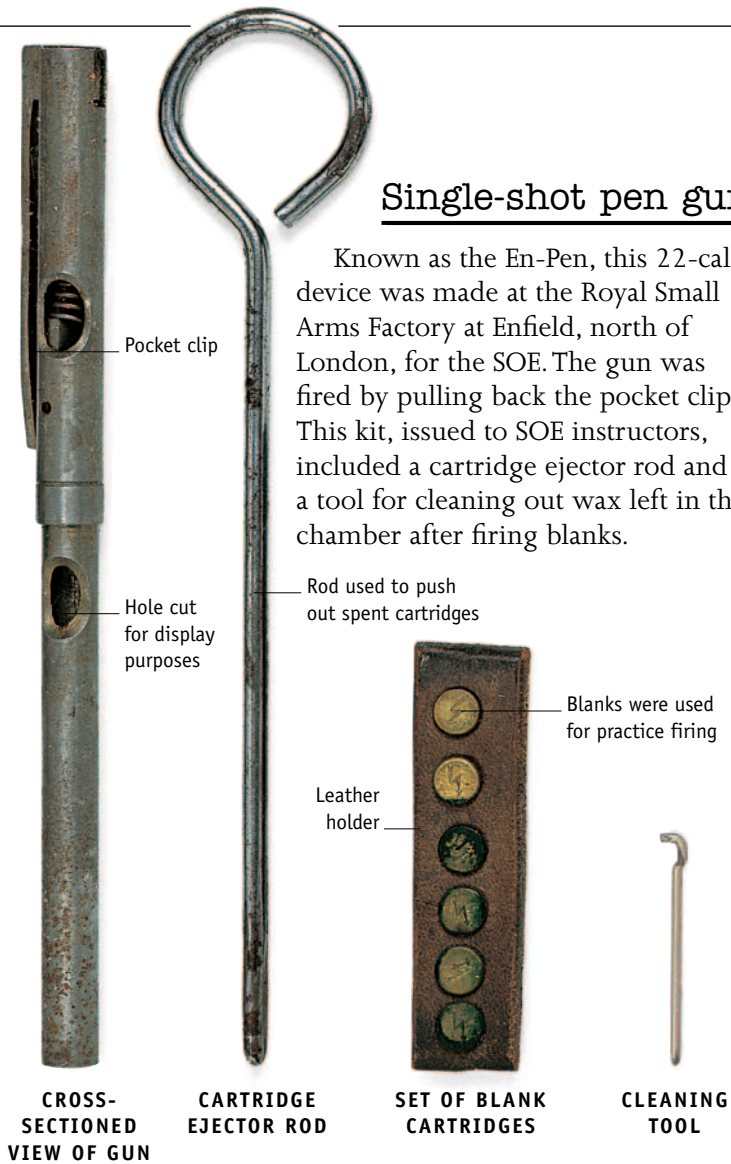 Single-shot pen gun
Known as the En-Pen, this 22-cal
device was made at the Royal Small
Arms Factory at Enfield, north of
London, for the SOE. The gun was
fired by pulling back the pocket clip
This kit, issued to SOE instructors,
included a cartridge ejector rod and
a tool for cleaning out wax left in th
chamber after firing blanks.
Pocket clip
Hole cut
for display
purposes
Rod used to push
out spent cartridges
Blanks were used
for practice firing
Leather
holder
CROSS-
SECTIONED
VIEW OF GUN
CARTRIDGE
EJECTOR ROD
SET OF BLANK
CARTRIDGES
CLEANING
TOOL